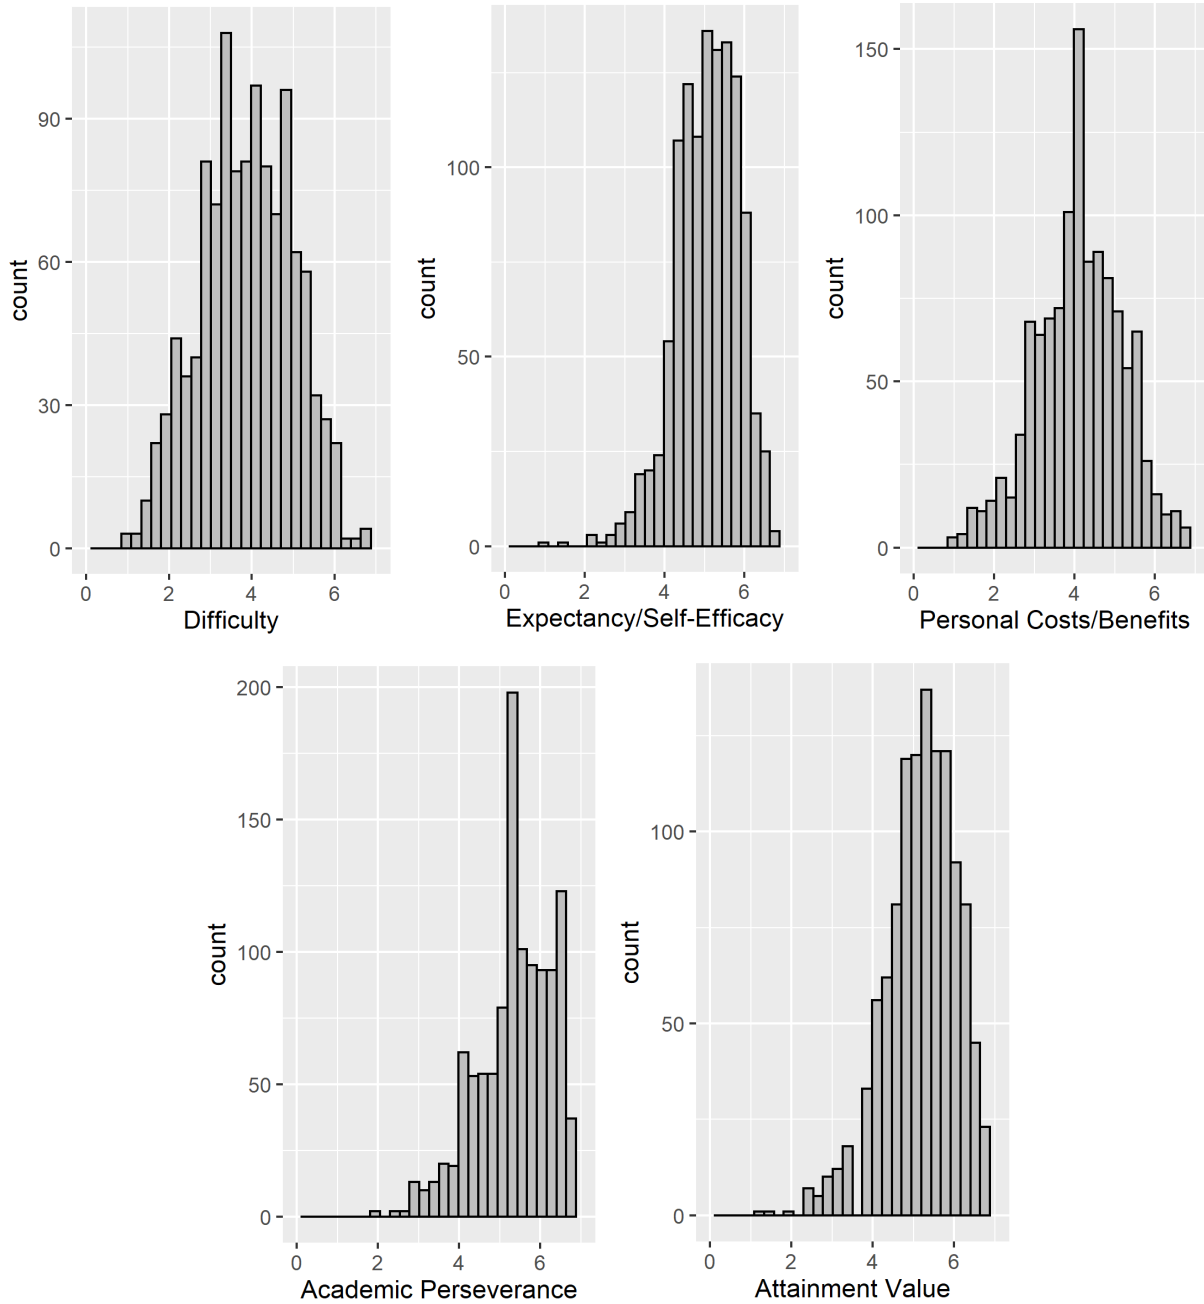 count
90
60
30
0
0 2 4 6
Difficulty
count
100
50
0
0 2 4 6
Expectancy/Self-Efficacy
count
150
100
50
0
0 2 4 6
Personal Costs/Benefits
count
200
150
100
50
0
0 2 4 6
Academic Perseverance
count
100
50
0
0 2 4 6
Attainment Value